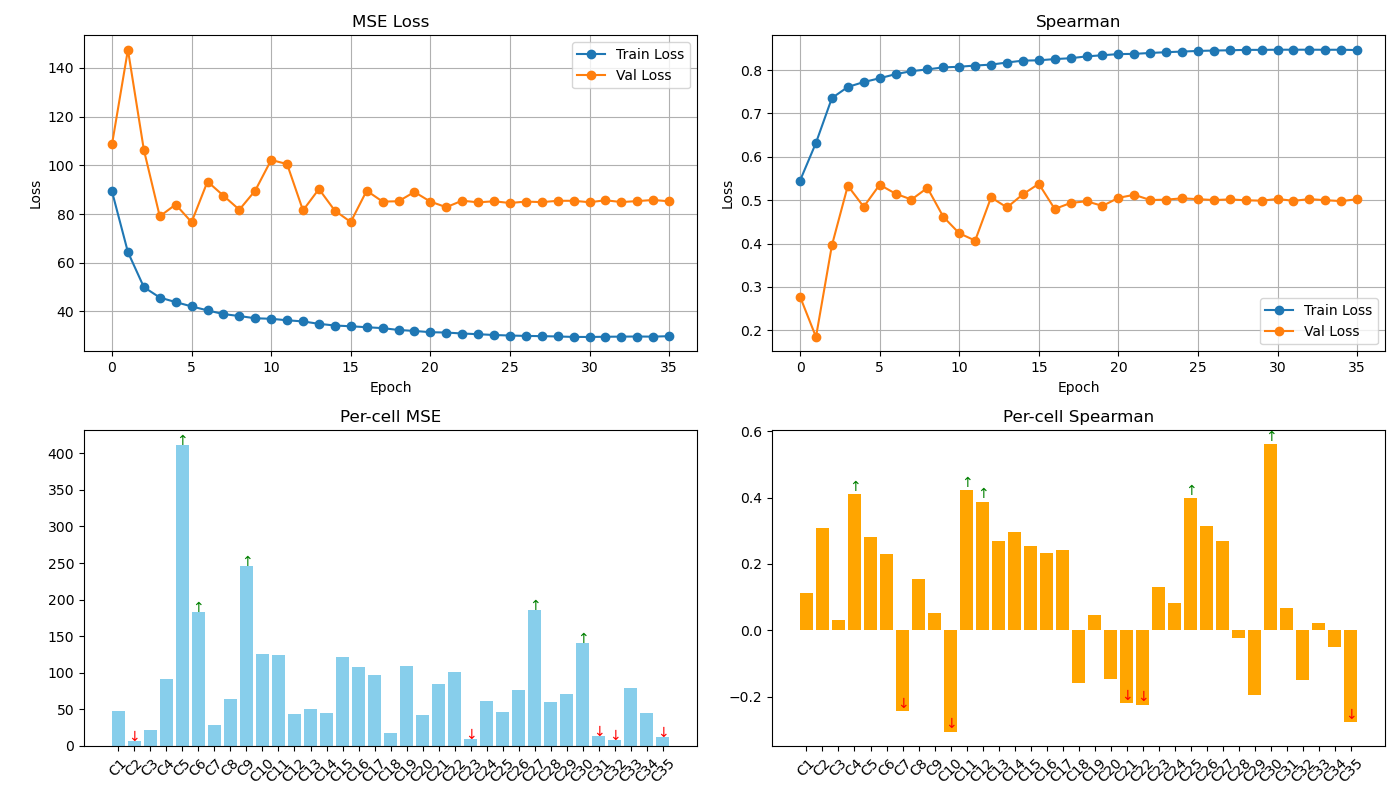 MSE Loss
Train Loss
Val Loss
Loss
140
120
100
80
60
40
0 5 10 15 20 25 30 35
Epoch
Spearman
Train Loss
Val Loss
Loss
0.8
0.7
0.6
0.5
0.4
0.3
0.2
0 5 10 15 20 25 30 35
Epoch
Per-cell MSE
400
350
300
250
200
150
100
50
0
↑ ↓ ↑ ↑ ↑ ↓ ↑ ↑ ↓ ↓ ↓
C1 C2 C3 C4 C5 C6 C7 C8 C9 C10 C11 C12 C13 C14 C15 C16 C17 C18 C19 C20 C21 C22 C23 C24 C25 C26 C27 C28 C29 C30 C31 C32 C33 C34 C35
Per-cell Spearman
0.6
0.4
0.2
0.0
−0.2
↑ ↓ ↓ ↑ ↑ ↓ ↓ ↑ ↑ ↓
C1 C2 C3 C4 C5 C6 C7 C8 C9 C10 C11 C12 C13 C14 C15 C16 C17 C18 C19 C20 C21 C22 C23 C24 C25 C26 C27 C28 C29 C30 C31 C32 C33 C34 C35